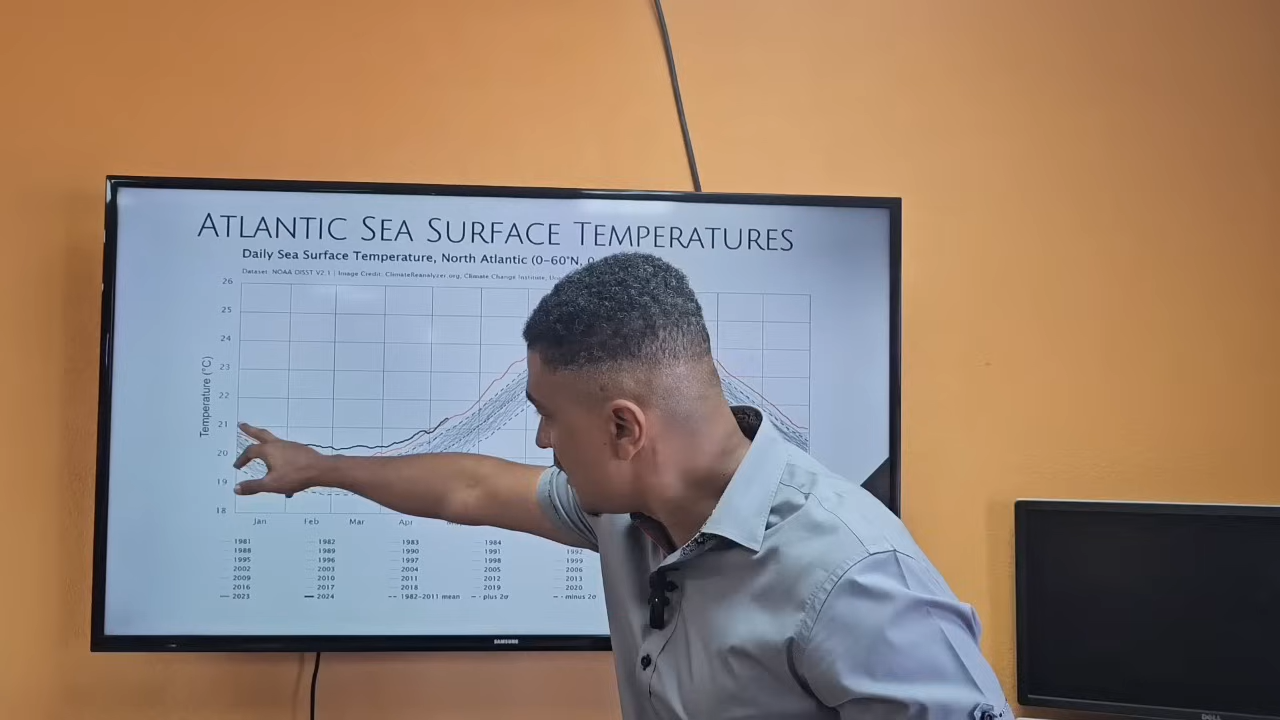 ATLANTIC SEA SURFACE TEMPERATURES
Daily Sea Surface Temperature, North Atlantic (0-60°N, 0
Dataset: NOAA OISST V2.1 | Image Credit: ClimateReanalyzer.org, Climate Change Institute,
26
25
24
23
22
21
20
19
18
Temperature (°C)
Jan Feb Mar Apr
1981 1982 1983 1984
1988 1989 1990 1991 1992
1995 1996 1997 1998 1999
2002 2003 2004 2005 2006
2009 2010 2011 2012 2013
2016 2017 2018 2019 2020
2023 2024 1982-2011 mean plus 2σ minus 2σ
SAMSUNG
DELL